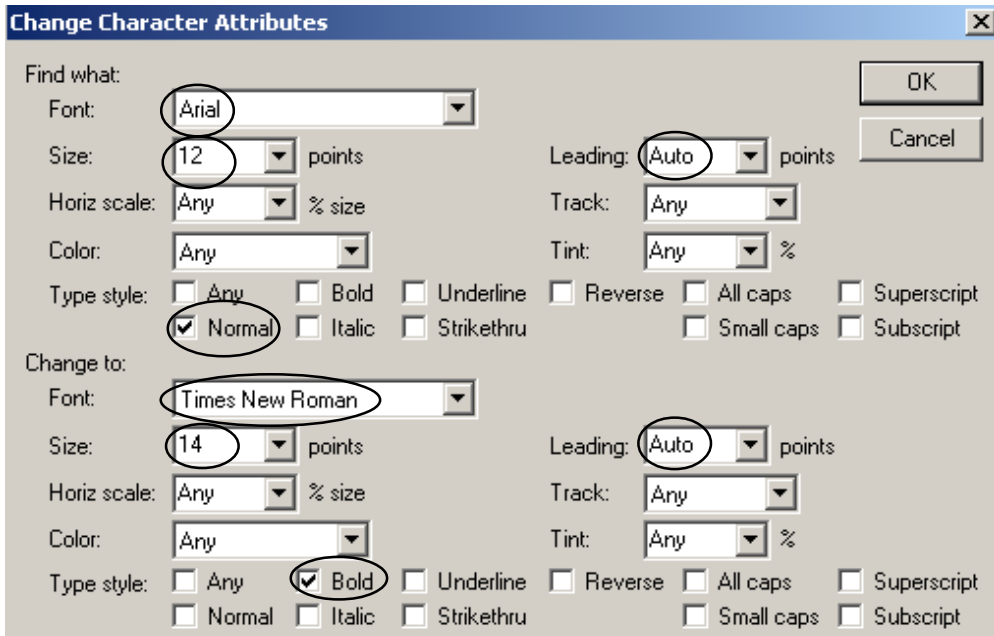 Change Character Attributes
Find what:
OK
Font: Arial
Cancel
Size: 12 points Leading: Auto points
Horiz scale: Any % size Track: Any
Color: Any Tint: Any %
Type style: Any Bold Underline Reverse All caps Superscript
Normal Italic Strikethru Small caps Subscript
Change to:
Font: Times New Roman
Size: 14 points Leading: Auto points
Horiz scale: Any % size Track: Any
Color: Any Tint: Any %
Type style: Any Bold Underline Reverse All caps Superscript
Normal Italic Strikethru Small caps Subscript